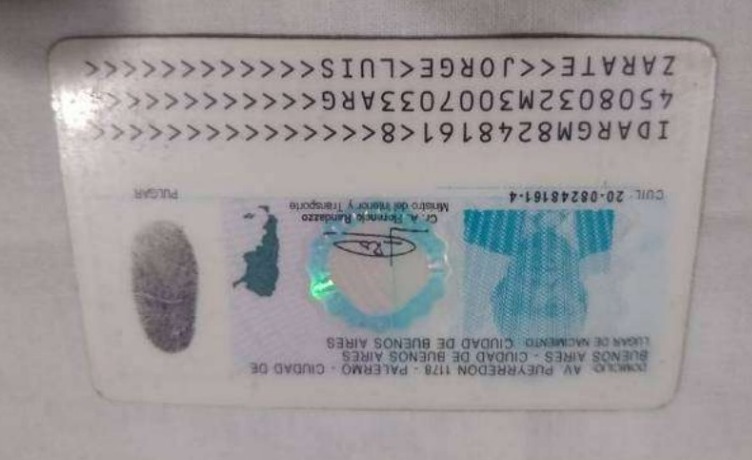 DOMICILIO: AV. PUEYRREDON 1178 - PALERMO - CIUDAD DE
BUENOS AIRES - CIUDAD DE BUENOS AIRES
LUGAR DE NACIMIENTO: CIUDAD DE BUENOS AIRES
Cr. A. Florencio Randazzo
Ministro del Interior y Transporte
CUIL: 20-08248161-4
PULGAR
IDARGM8248161<8<<<<<<<<<<<<<<<
4508032M3007033ARG<<<<<<<<<<<
ZARATE<<JORGE<LUIS<<<<<<<<<<<<